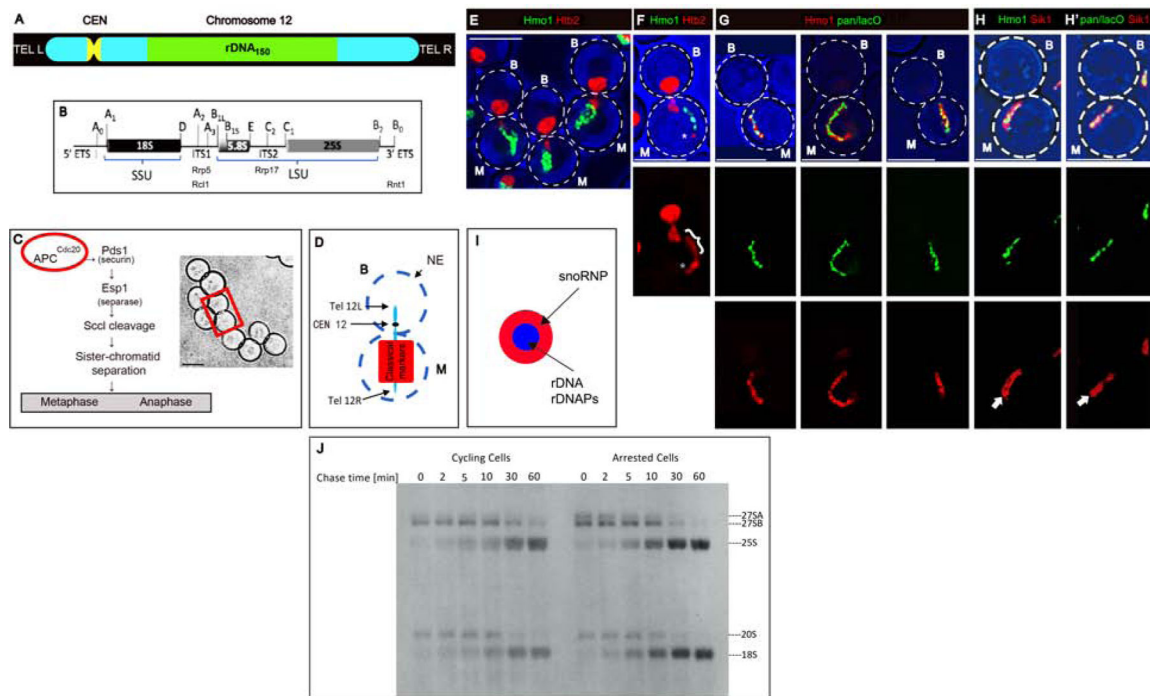 A
CEN
Chromosome 12
TEL L
rDNA150
TEL R
B
A0
A1
D
A2
A3
B1L
B1S
E
C2
C1
B2
B0
5' ETS
18S
ITS1
5.8S
ITS2
25S
3' ETS
SSU
Rrp5
Rcl1
Rrp17
LSU
Rnt1
C
APC Cdc20
Pds1
(securin)
Esp1
(separase)
Sccl cleavage
Sister-chromatid
separation
Metaphase Anaphase
D
NE
B
Tel 12L
CEN 12
Classical
markers
M
Tel 12R
E
Hmo1 Htb2
B
B
B
M
M
M
F
Hmo1 Htb2
B
*
M
*
G
Hmo1 pan/lacO
B
M
B
M
B
M
H
Hmo1 Sik1
B
M
H'
pan/lacO Sik1
B
M
I
snoRNP
rDNA
rDNAPs
J
Cycling Cells Arrested Cells
Chase time [min] 0 2 5 10 30 60 0 2 5 10 30 60
27SA
27SB
25S
20S
18S